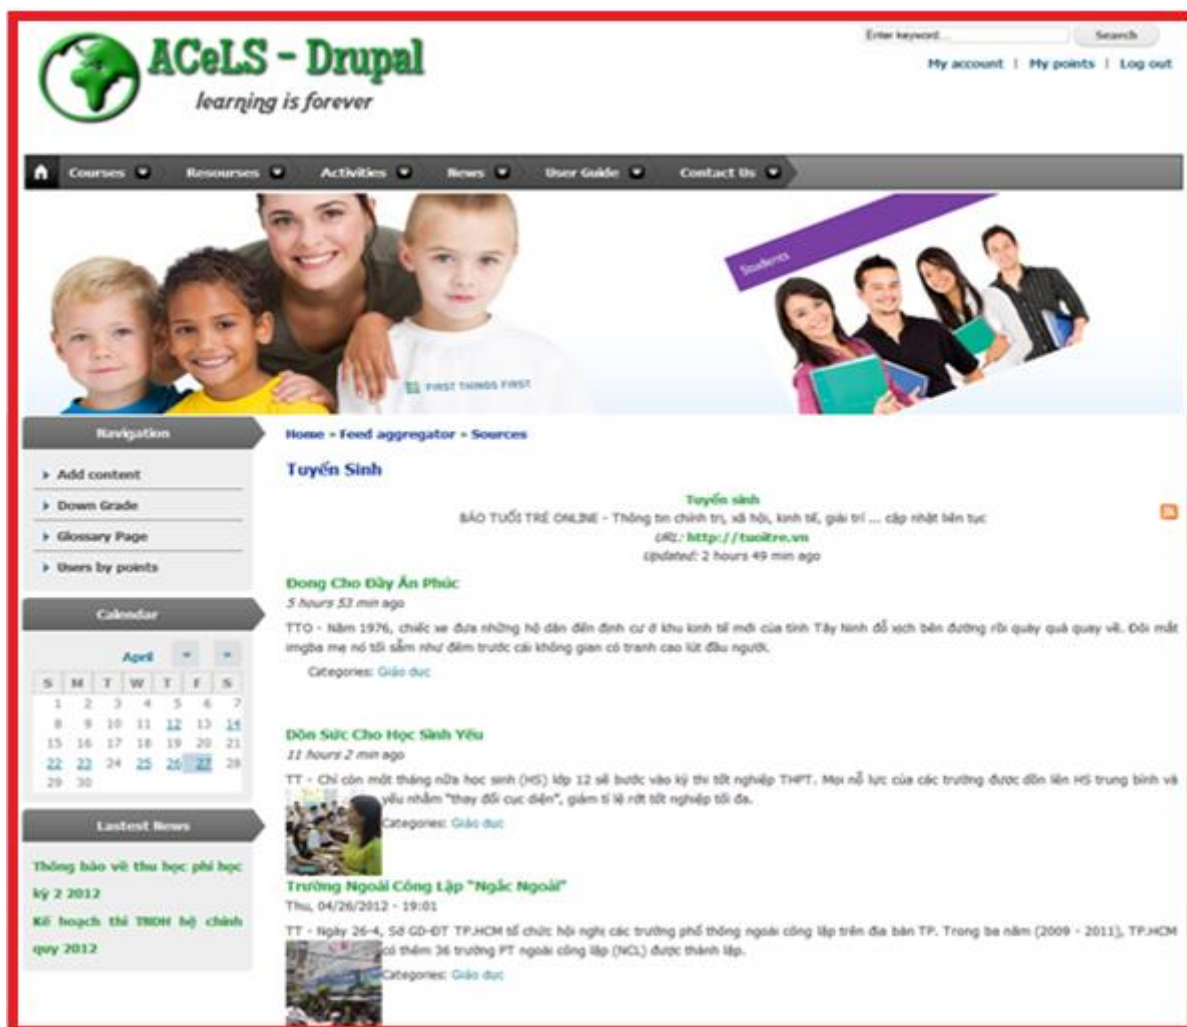 ACeLS - Drupal
learning is forever
Enter keyword...
Search
My account | My points | Log out
Courses
Resourses
Activities
News
User Guide
Contact Us
FIRST THINGS FIRST
Students
Navigation
Add content
Down Grade
Glossary Page
Users by points
Calendar
April « »
S M T W T F S
1 2 3 4 5 6 7
8 9 10 11 12 13 14
15 16 17 18 19 20 21
22 23 24 25 26 27 28
29 30
Lastest News
Thông báo về thu học phí học
kỳ 2 2012
Kế hoạch thi TNDH hệ chính
quy 2012
Home » Feed aggregator » Sources
Tuyển Sinh
Tuyển sinh
BÁO TUỔI TRẺ ONLINE - Thông tin chính trị, xã hội, kinh tế, giải trí ... cập nhật liên tục
URL: http://tuoitre.vn
Updated: 2 hours 49 min ago
Đong Cho Đầy Ân Phúc
5 hours 53 min ago
TTO - Năm 1976, chiếc xe đưa những hộ dân đến định cư ở khu kinh tế mới của tỉnh Tây Ninh đỗ xịch bên đường rồi quày quả quay về. Đôi mắt
imgba mẹ nó tối sầm như đêm trước cái không gian cỏ tranh cao lút đầu người.
Categories: Giáo dục
Dồn Sức Cho Học Sinh Yếu
11 hours 2 min ago
TT - Chỉ còn một tháng nữa học sinh (HS) lớp 12 sẽ bước vào kỳ thi tốt nghiệp THPT. Mọi nỗ lực của các trường được dồn lên HS trung bình và
yếu nhằm "thay đổi cục diện", giảm tỉ lệ rớt tốt nghiệp tối đa.
Categories: Giáo dục
Trường Ngoài Công Lập "Ngắc Ngoải"
Thu, 04/26/2012 - 19:01
TT - Ngày 26-4, Sở GD-ĐT TP.HCM tổ chức hội nghị các trường phổ thông ngoài công lập trên địa bàn TP. Trong ba năm (2009 - 2011), TP.HCM
có thêm 36 trường PT ngoài công lập (NCL) được thành lập.
Categories: Giáo dục